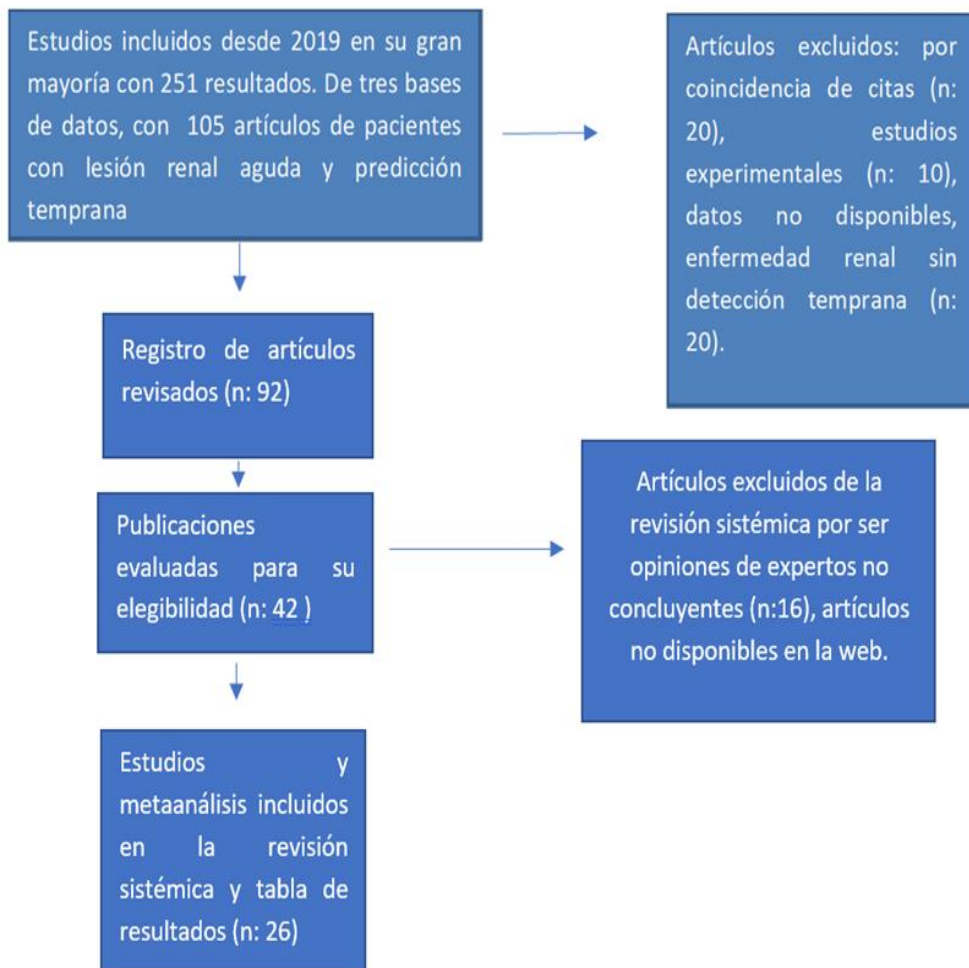 Estudios incluidos desde 2019 en su gran
mayoría con 251 resultados. De tres bases
de datos, con 105 artículos de pacientes
con lesión renal aguda y predicción
temprana
Artículos excluidos: por
coincidencia de citas (n:
20), estudios
experimentales (n: 10),
datos no disponibles,
enfermedad renal sin
detección temprana (n:
20).
Registro de artículos
revisados (n: 92)
Publicaciones
evaluadas para su
elegibilidad (n: 42 )
Artículos excluidos de la
revisión sistémica por ser
opiniones de expertos no
concluyentes (n:16), artículos
no disponibles en la web.
Estudios y
metaanálisis incluidos
en la revisión
sistémica y tabla de
resultados (n: 26)